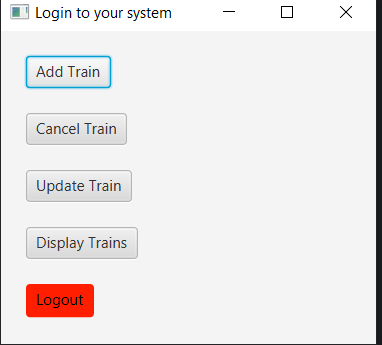 Login to your system
Add Train
Cancel Train
Update Train
Display Trains
Logout